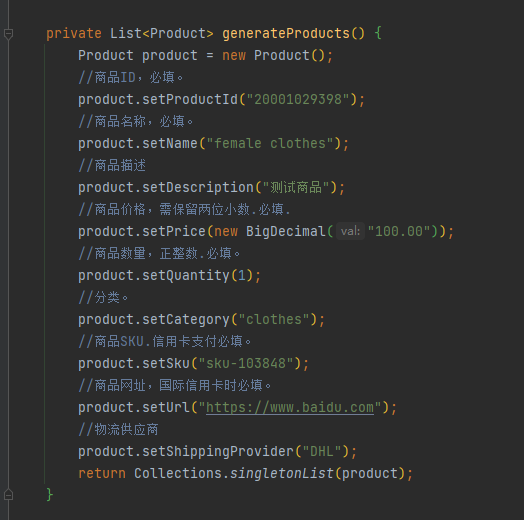 private List<Product> generateProducts() {
Product product = new Product();
//商品ID，必填。
product.setProductId("20001029398");
//商品名称，必填。
product.setName("female clothes");
//商品描述
product.setDescription("测试商品");
//商品价格，需保留两位小数.必填.
product.setPrice(new BigDecimal( val: "100.00"));
//商品数量，正整数.必填。
product.setQuantity(1);
//分类。
product.setCategory("clothes");
//商品SKU.信用卡支付必填。
product.setSku("sku-103848");
//商品网址，国际信用卡时必填。
product.setUrl("https://www.baidu.com");
//物流供应商
product.setShippingProvider("DHL");
return Collections.singletonList(product);
}